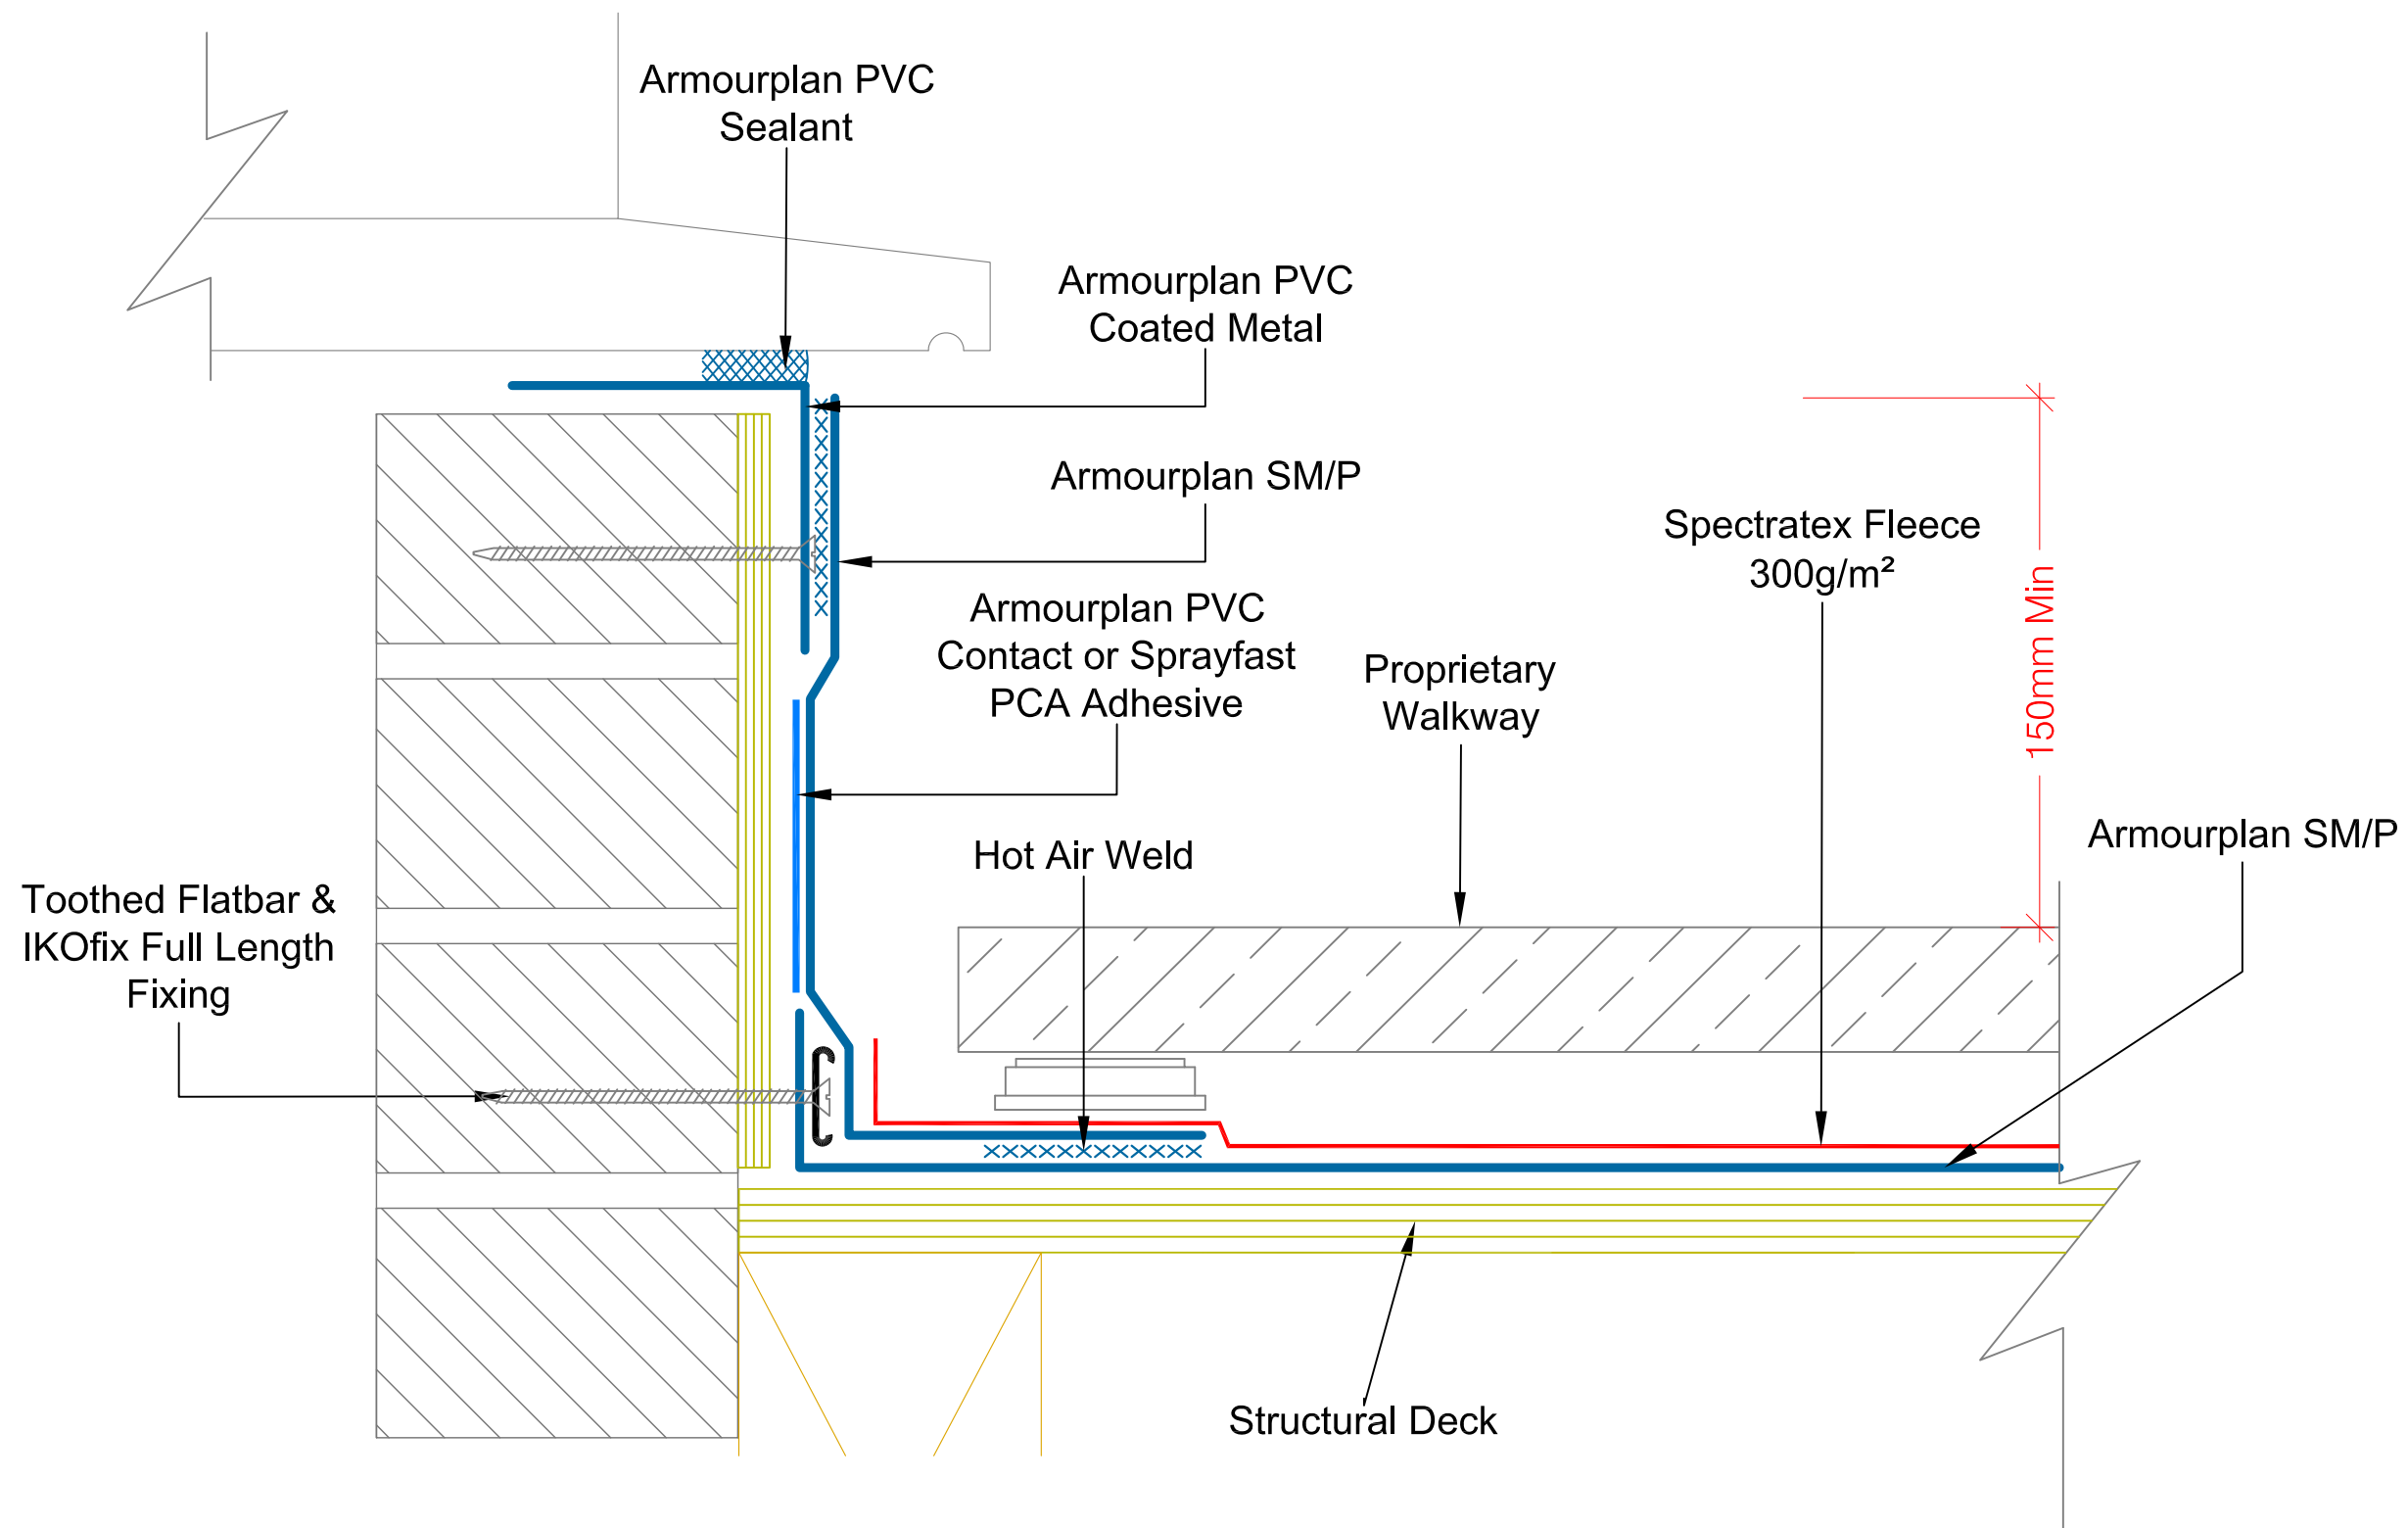 Armourplan PVC
Sealant
Armourplan PVC
Coated Metal
Armourplan SM/P
Spectratex Fleece
300g/m²
Armourplan PVC
Contact or Sprayfast
PCA Adhesive
Proprietary
Walkway
150mm Min
Hot Air Weld
Armourplan SM/P
Toothed Flatbar &
IKOfix Full Length
Fixing
Structural Deck